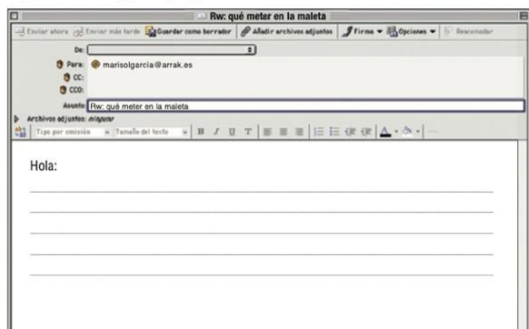 Rw: qué meter en la maleta
Enviar ahora Enviar más tarde Guardar como borrador Añadir archivos adjuntos Firma Opciones Desconectar
De:
Para: marisolgarcia@arrak.es
CC:
CCO:
Asunto: Rw: qué meter en la maleta
Archivos adjuntos: ninguno
Tipo por omisión Tamaño del texto B I U T A
Hola: